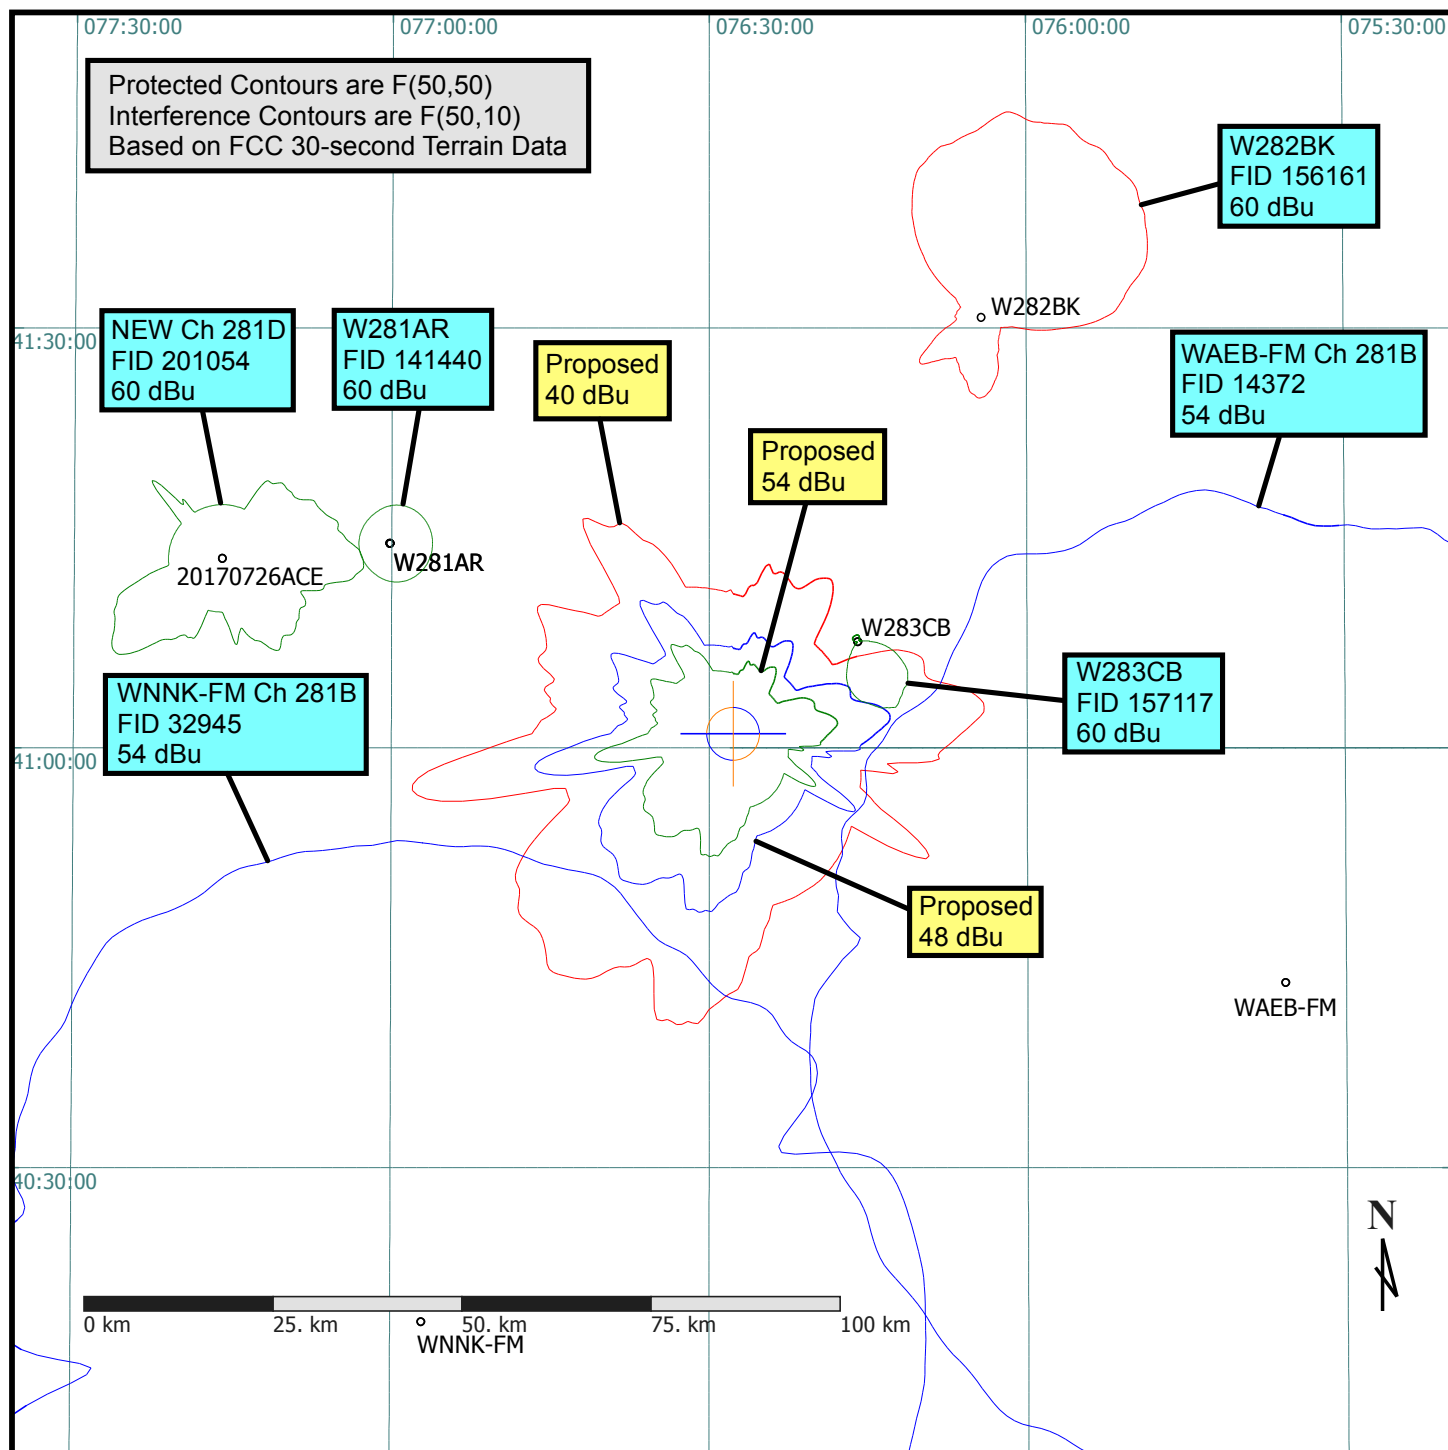 077:30:00
077:00:00
076:30:00
076:00:00
075:30:00
Protected Contours are F(50,50)
Interference Contours are F(50,10)
Based on FCC 30-second Terrain Data
W282BK
FID 156161
60 dBu
W282BK
41:30:00
NEW Ch 281D
FID 201054
60 dBu
W281AR
FID 141440
60 dBu
Proposed
40 dBu
WAEB-FM Ch 281B
FID 14372
54 dBu
Proposed
54 dBu
20170726ACE
W281AR
W283CB
W283CB
FID 157117
60 dBu
WNNK-FM Ch 281B
FID 32945
54 dBu
41:00:00
Proposed
48 dBu
WAEB-FM
40:30:00
N
0 km
25. km
50. km
75. km
100 km
WNNK-FM